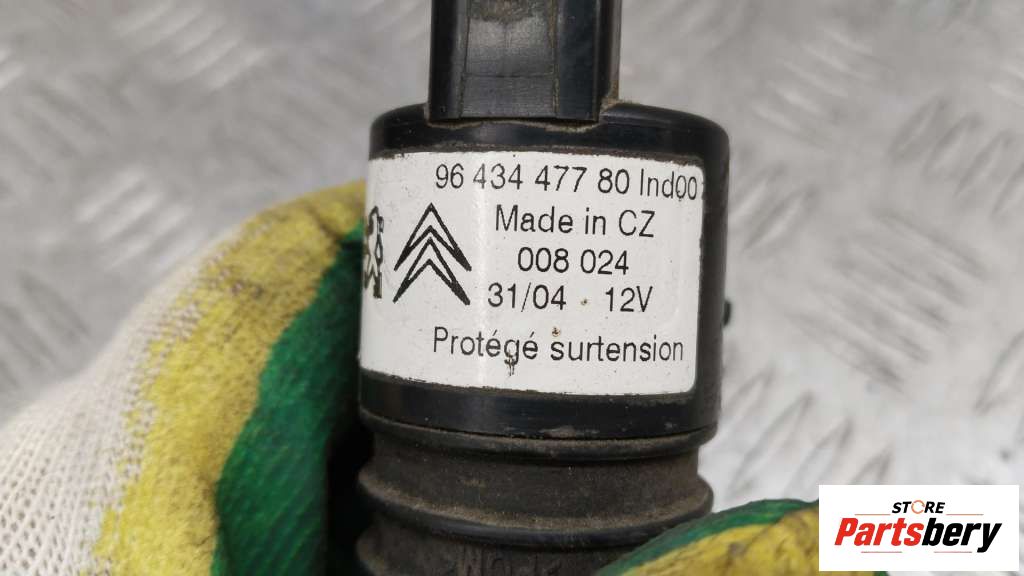 96 434 477 80 Ind00
Made in CZ
008 024
31/04 · 12V
Protégé surtension
STORE
Partsbery